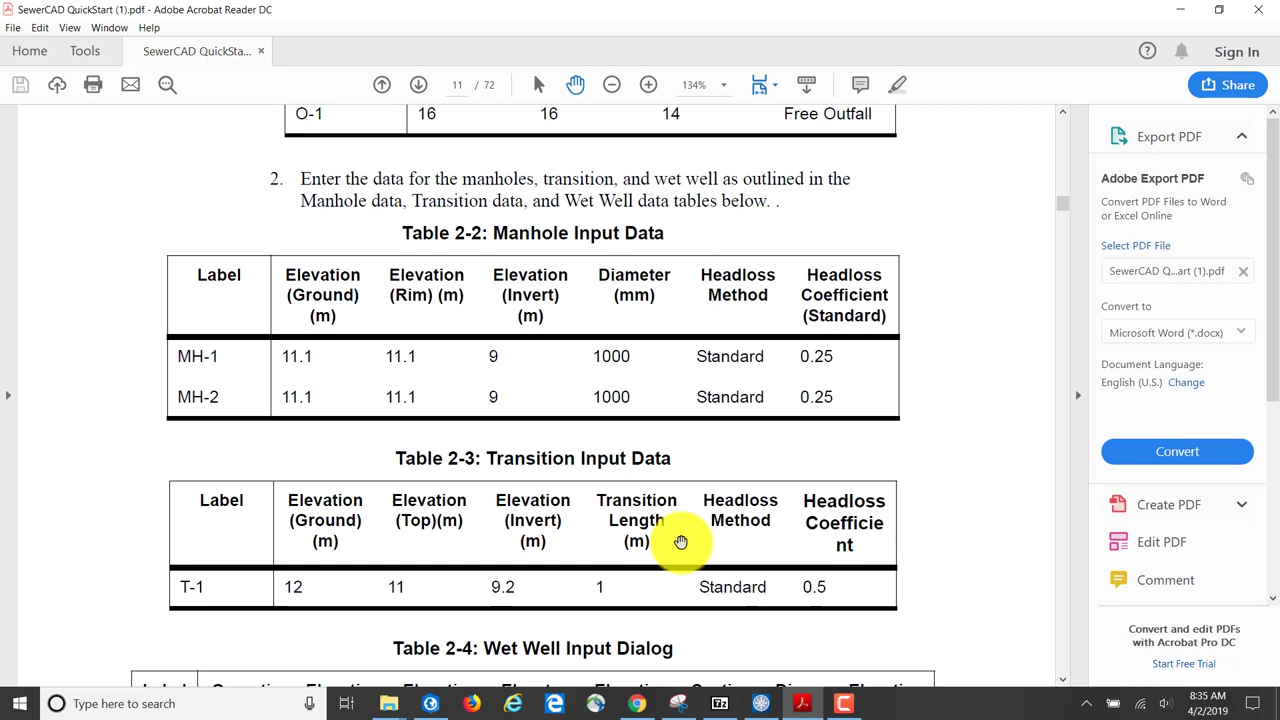 SewerCAD QuickStart (1).pdf - Adobe Acrobat Reader DC
File Edit View Window Help
Home Tools SewerCAD QuickSta... × Sign In
11 / 72 134% Share
O-1 16 16 14 Free Outfall
2. Enter the data for the manholes, transition, and wet well as outlined in the
Manhole data, Transition data, and Wet Well data tables below. .
Table 2-2: Manhole Input Data
Label Elevation (Ground) (m) Elevation (Rim) (m) Elevation (Invert) (m) Diameter (mm) Headloss Method Headloss Coefficient (Standard)
MH-1 11.1 11.1 9 1000 Standard 0.25
MH-2 11.1 11.1 9 1000 Standard 0.25
Table 2-3: Transition Input Data
Label Elevation (Ground) (m) Elevation (Top)(m) Elevation (Invert) (m) Transition Length (m) Headloss Method Headloss Coefficie nt
T-1 12 11 9.2 1 Standard 0.5
Table 2-4: Wet Well Input Dialog
Export PDF
Adobe Export PDF
Convert PDF Files to Word
or Excel Online
Select PDF File
SewerCAD Q...art (1).pdf ×
Convert to
Microsoft Word (*.docx)
Document Language:
English (U.S.) Change
Convert
Create PDF
Edit PDF
Comment
Convert and edit PDFs
with Acrobat Pro DC
Start Free Trial
Type here to search
8:35 AM
4/2/2019